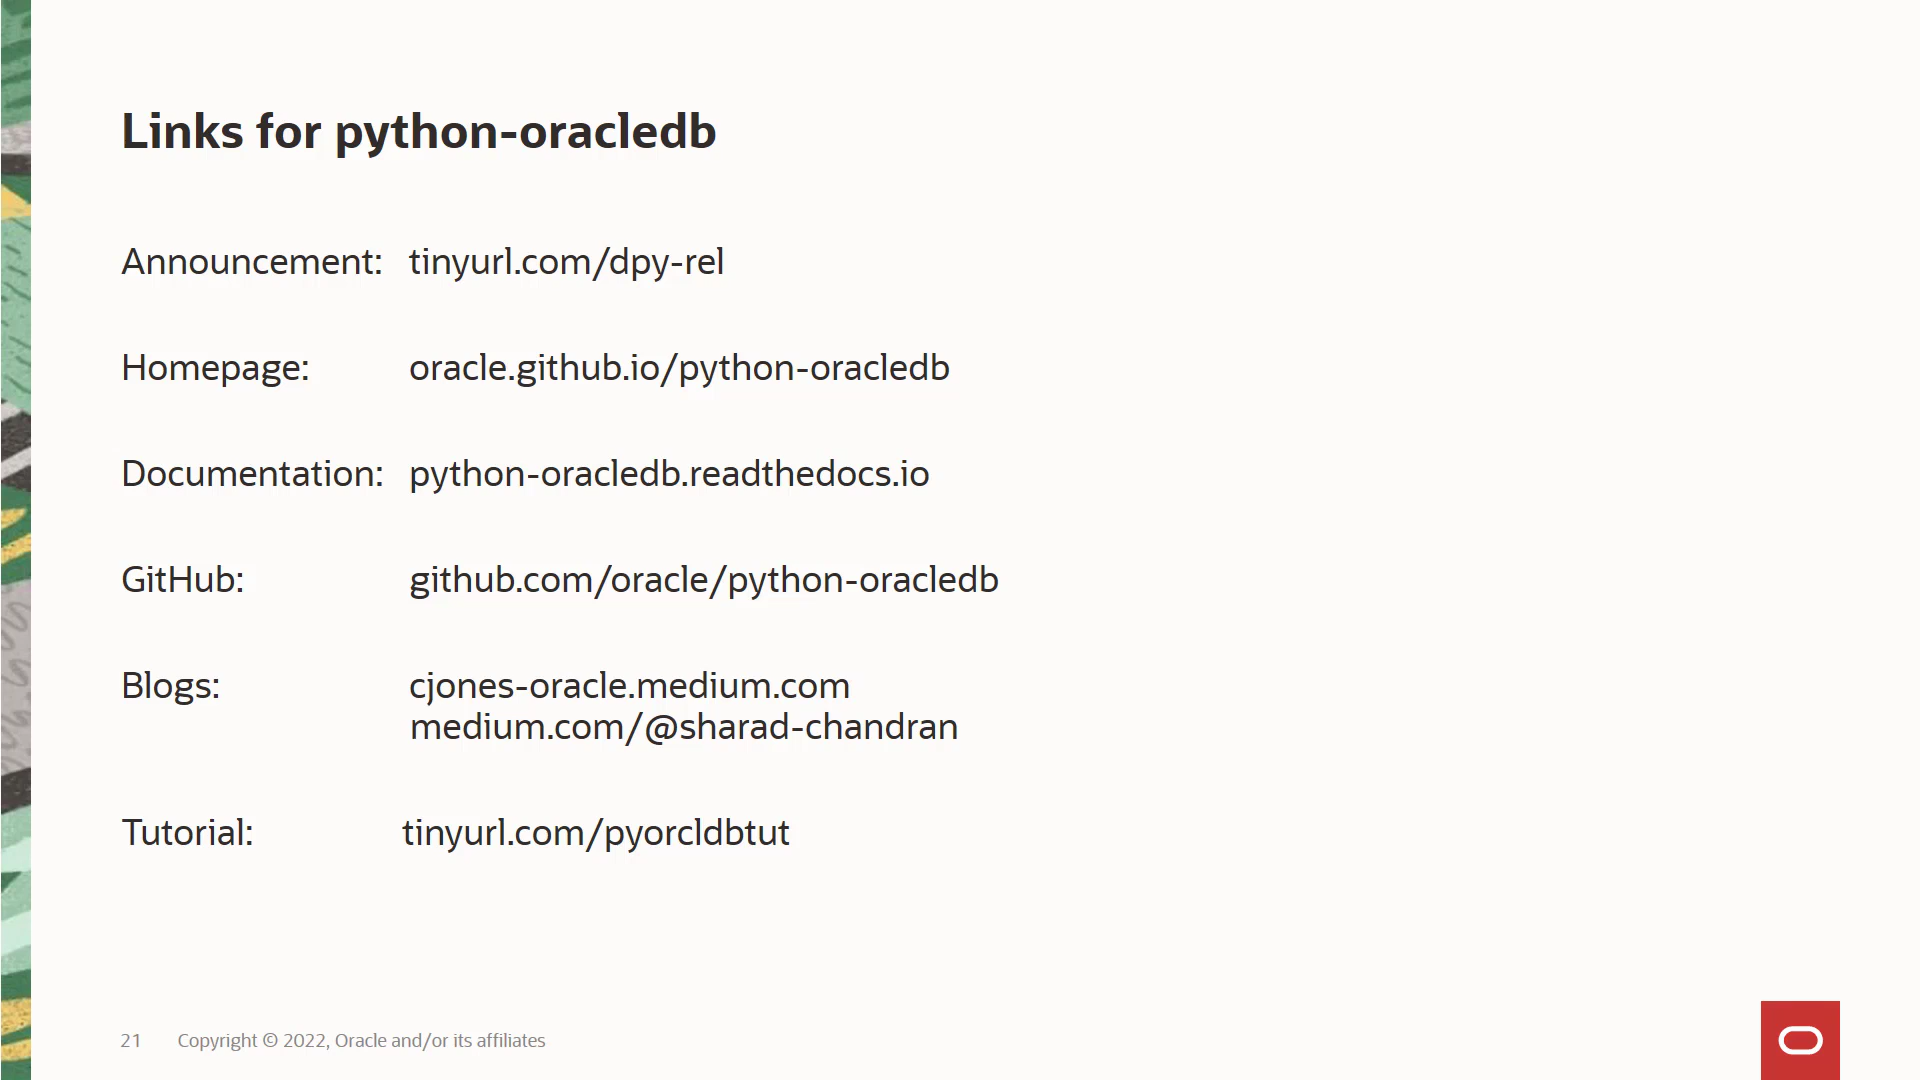 Links for python-oracledb
Announcement: tinyurl.com/dpy-rel
Homepage: oracle.github.io/python-oracledb
Documentation: python-oracledb.readthedocs.io
GitHub: github.com/oracle/python-oracledb
Blogs: cjones-oracle.medium.com
medium.com/@sharad-chandran
Tutorial: tinyurl.com/pyorcldbtut
21 Copyright © 2022, Oracle and/or its affiliates